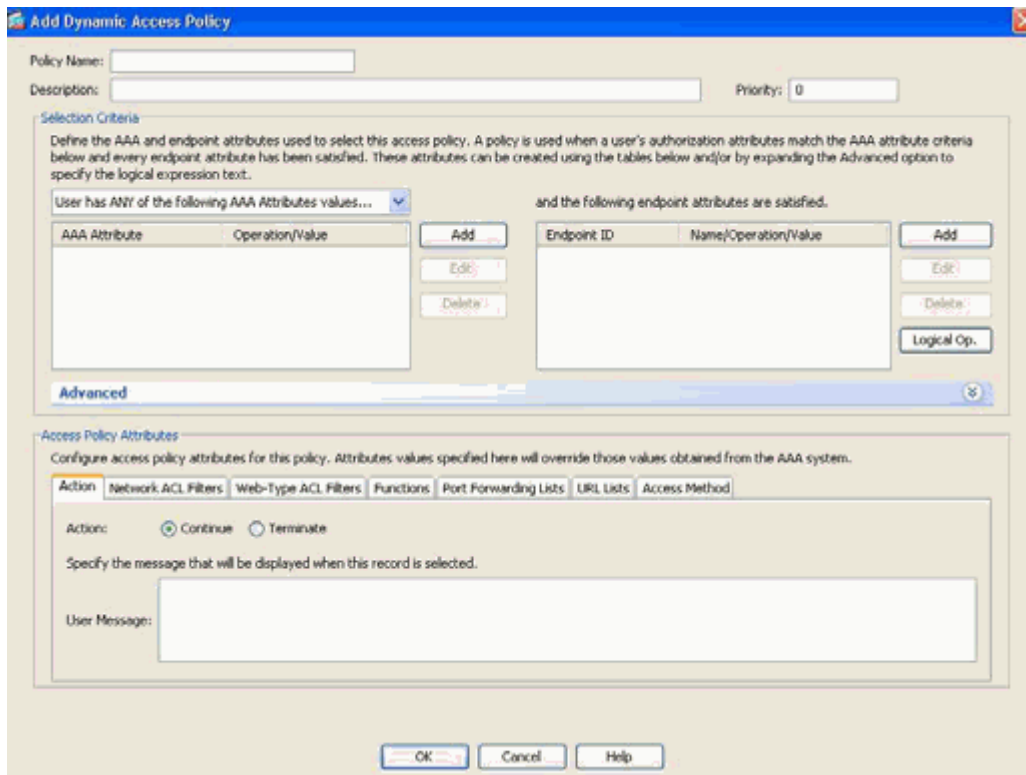 Add Dynamic Access Policy
Policy Name:
Description:
Priority: 0
Selection Criteria
Define the AAA and endpoint attributes used to select this access policy. A policy is used when a user's authorization attributes match the AAA attribute criteria
below and every endpoint attribute has been satisfied. These attributes can be created using the tables below and/or by expanding the Advanced option to
specify the logical expression text.
User has ANY of the following AAA Attributes values...
and the following endpoint attributes are satisfied.
AAA Attribute Operation/Value
Add
Edit
Delete
Endpoint ID Name/Operation/Value
Add
Edit
Delete
Logical Op.
Advanced
Access Policy Attributes
Configure access policy attributes for this policy. Attributes values specified here will override those values obtained from the AAA system.
Action Network ACL Filters Web-Type ACL Filters Functions Port Forwarding Lists URL Lists Access Method
Action: Continue Terminate
Specify the message that will be displayed when this record is selected.
User Message:
OK Cancel Help